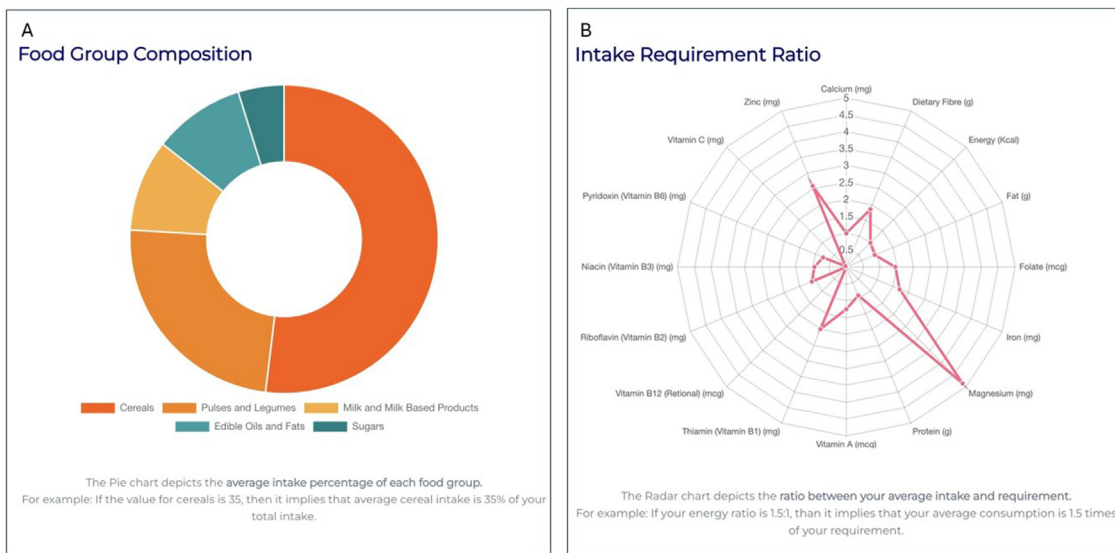 A
Food Group Composition
Cereals Pulses and Legumes Milk and Milk Based Products
Edible Oils and Fats Sugars
The Pie chart depicts the average intake percentage of each food group.
For example: If the value for cereals is 35, then it implies that average cereal intake is 35% of your
total intake.
B
Intake Requirement Ratio
Calcium (mg)
Zinc (mg)
Dietary Fibre (g)
Vitamin C (mg)
Energy (Kcal)
Pyridoxin (Vitamin B6) (mg)
Fat (g)
Niacin (Vitamin B3) (mg)
Folate (mcg)
Riboflavin (Vitamin B2) (mg)
Iron (mg)
Vitamin B12 (Retional) (mcg)
Magnesium (mg)
Thiamin (Vitamin B1) (mg)
Protein (g)
Vitamin A (mcg)
5
4.5
4
3.5
3
2.5
2
1.5
1
0.5
The Radar chart depicts the ratio between your average intake and requirement.
For example: If your energy ratio is 1.5:1, than it implies that your average consumption is 1.5 times
of your requirement.